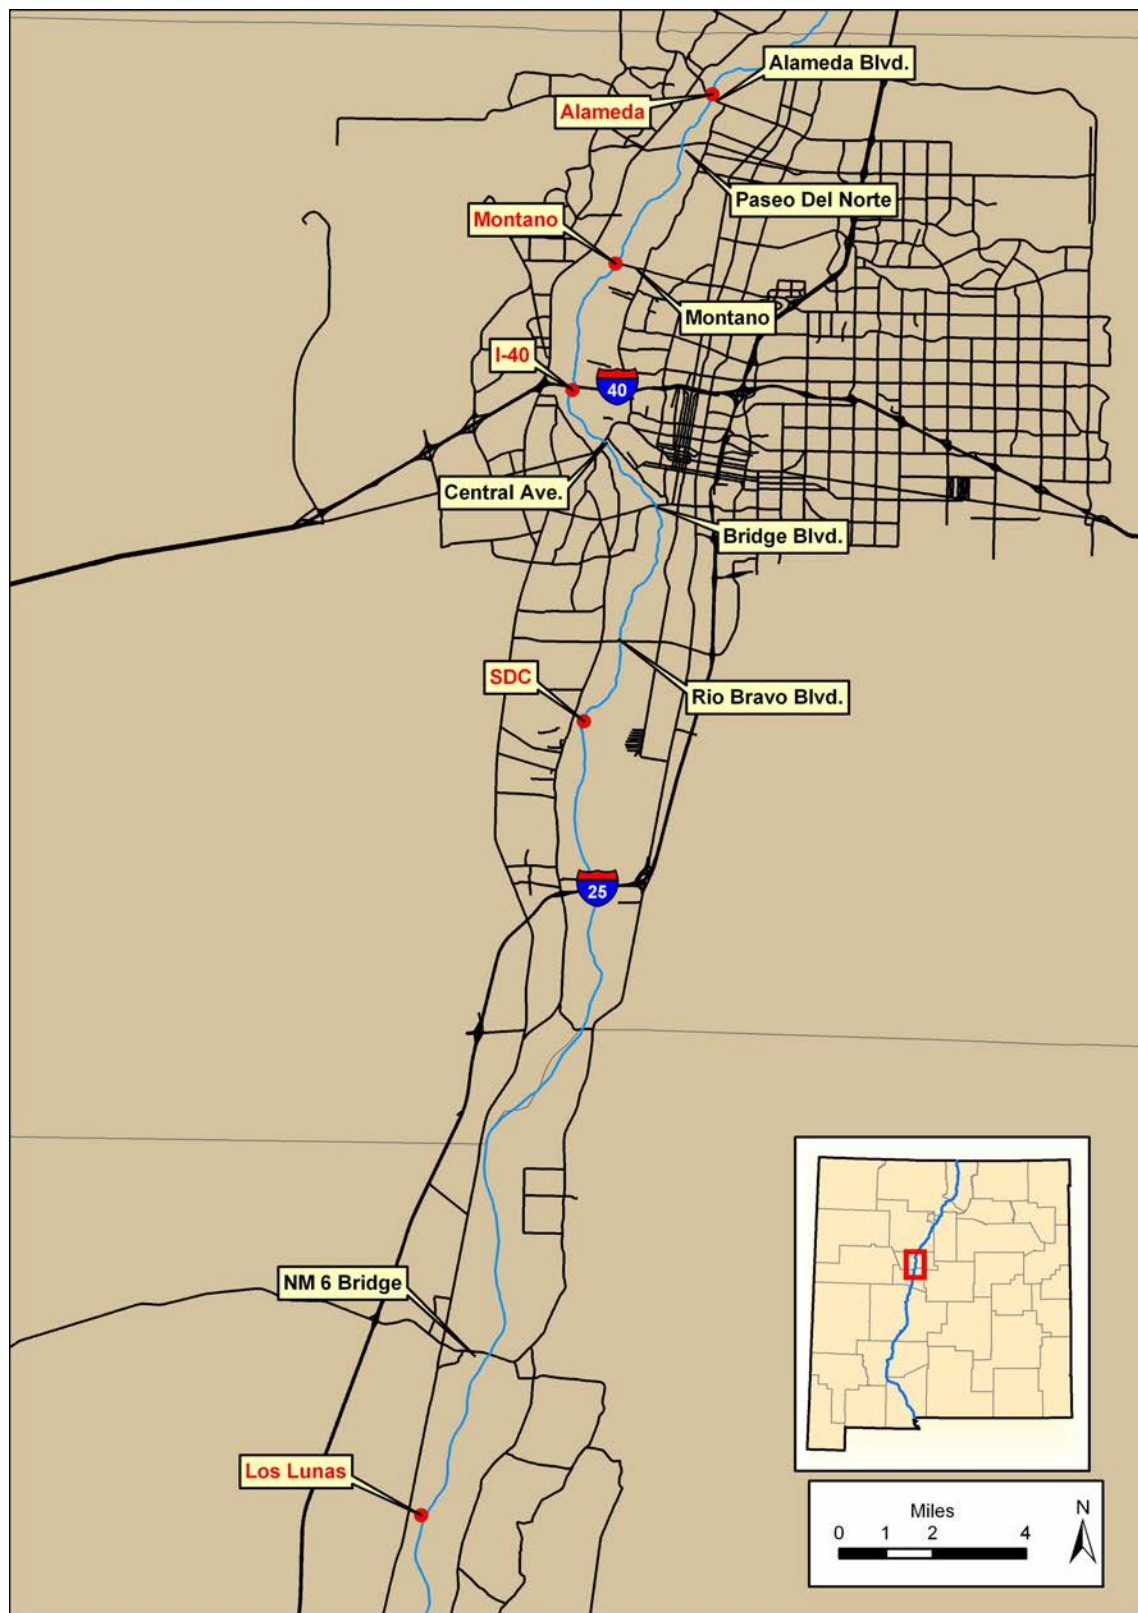 Alameda Blvd.
Alameda
Paseo Del Norte
Montano
Montano
I-40
40
Central Ave.
Bridge Blvd.
SDC
Rio Bravo Blvd.
25
NM 6 Bridge
Los Lunas
Miles
N
0 1 2 4